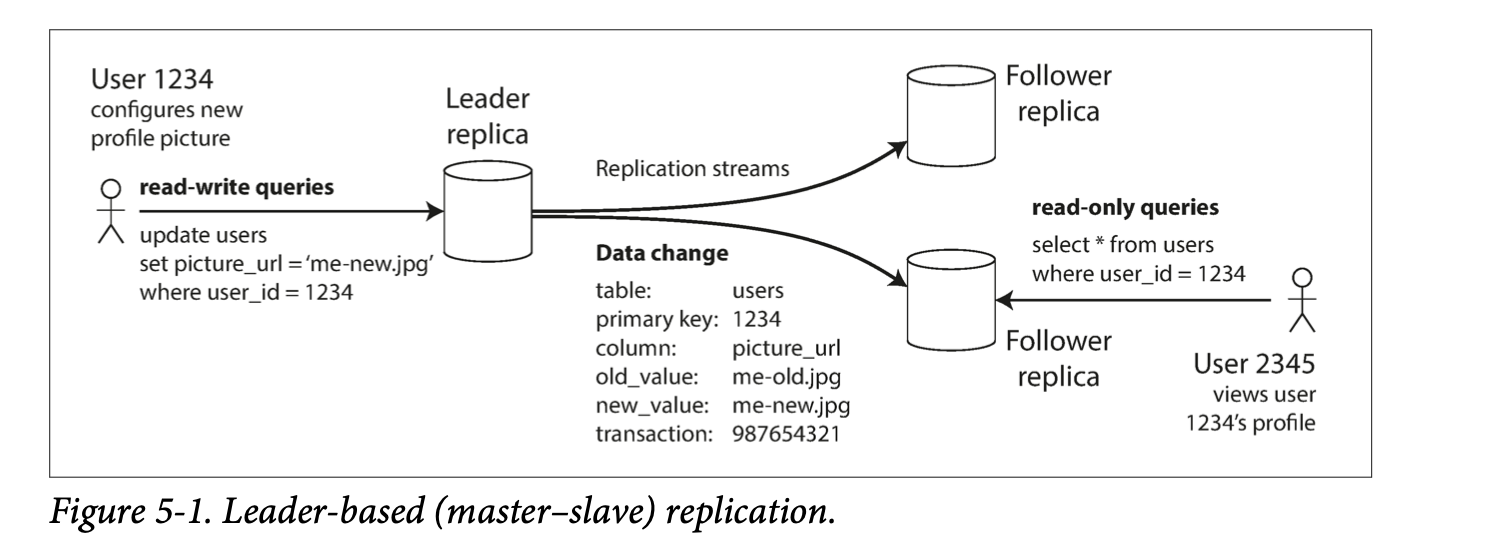 User 1234
configures new
profile picture
read-write queries
update users
set picture_url = ‘me-new.jpg’
where user_id = 1234
Leader
replica
Replication streams
Data change
table: users
primary key: 1234
column: picture_url
old_value: me-old.jpg
new_value: me-new.jpg
transaction: 987654321
Follower
replica
read-only queries
select * from users
where user_id = 1234
Follower
replica
User 2345
views user
1234’s profile
Figure 5-1. Leader-based (master–slave) replication.